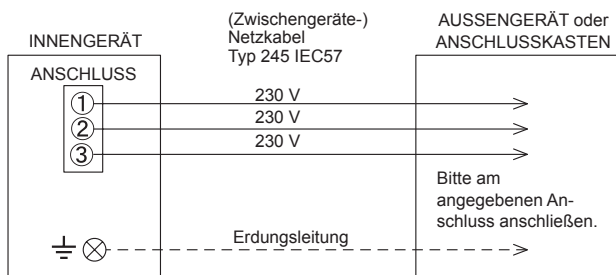 (Zwischengeräte-)
Netzkabel
Typ 245 IEC57
AUSSENGERÄT oder
ANSCHLUSSKASTEN
INNENGERÄT
ANSCHLUSS
1
230 V
2
230 V
3
230 V
Bitte am
angegebenen An-
schluss anschließen.
Erdungsleitung